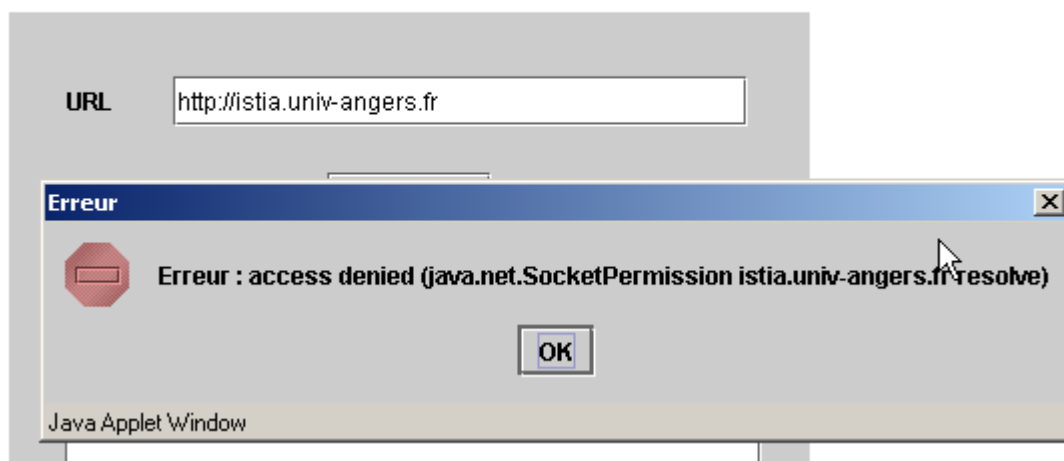 URL http://istia.univ-angers.fr
Erreur
Erreur : access denied (java.net.SocketPermission istia.univ-angers.fr resolve)
OK
Java Applet Window